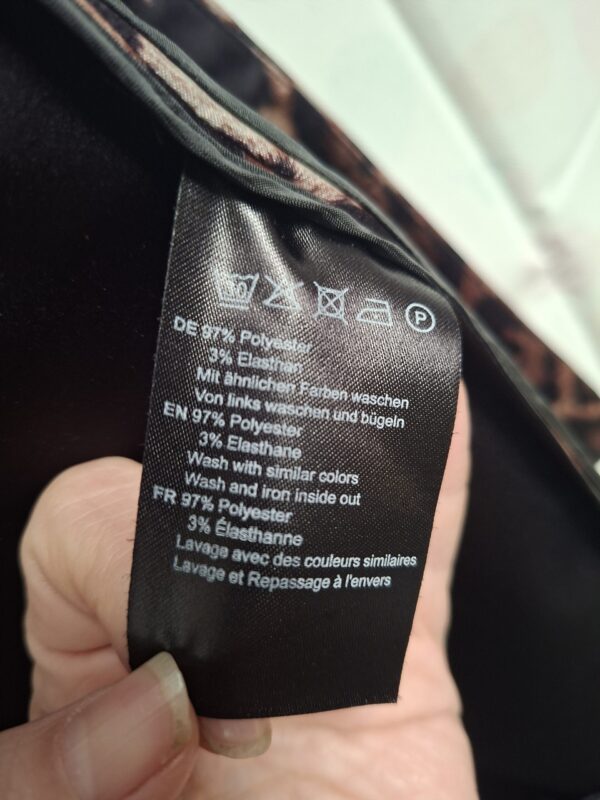 30 P
DE 97% Polyester
3% Elasthan
Mit ähnlichen Farben waschen
Von links waschen und bügeln
EN 97% Polyester
3% Elasthane
Wash with similar colors
Wash and iron inside out
FR 97% Polyester
3% Élasthanne
Lavage avec des couleurs similaires
Lavage et Repassage à l'envers